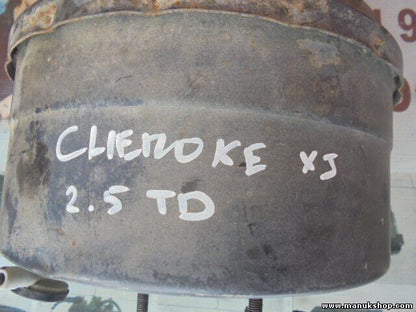 CHEROKE XJ
2.5 TD
www.manukshop.com